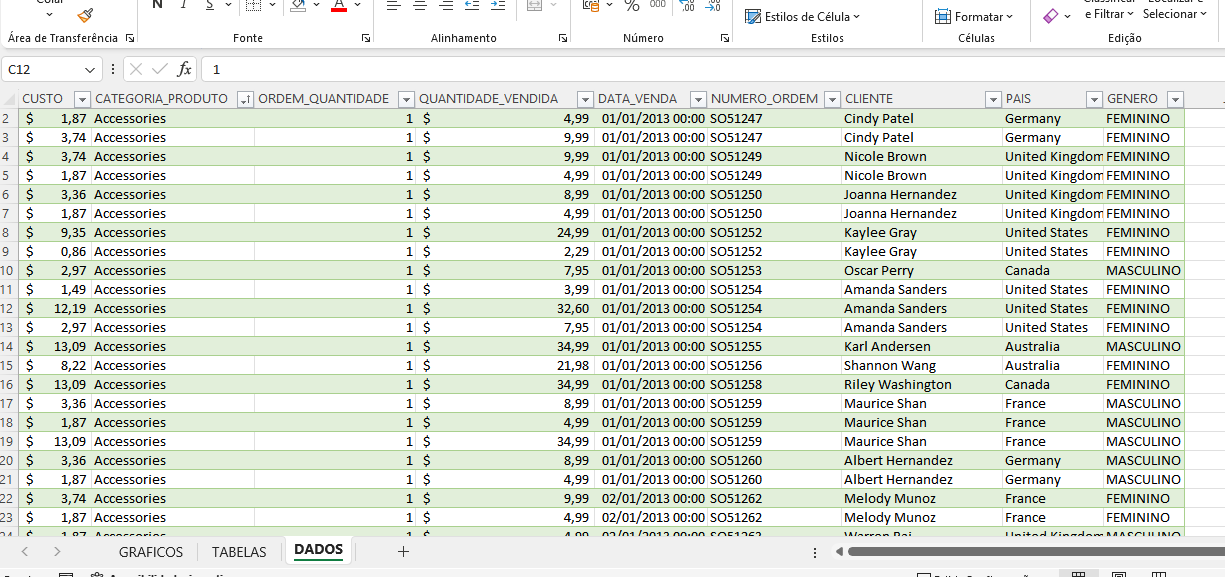 Colar
N I S A % 000
Estilos de Célula
Formatar
e Filtrar Selecionar
Área de Transferência Fonte Alinhamento Número Estilos Células Edição
C12 fx 1
CUSTO CATEGORIA_PRODUTO ORDEM_QUANTIDADE QUANTIDADE_VENDIDA DATA_VENDA NUMERO_ORDEM CLIENTE PAIS GENERO
2 $ 1,87 Accessories 1 $ 4,99 01/01/2013 00:00 SO51247 Cindy Patel Germany FEMININO
3 $ 3,74 Accessories 1 $ 9,99 01/01/2013 00:00 SO51247 Cindy Patel Germany FEMININO
4 $ 3,74 Accessories 1 $ 9,99 01/01/2013 00:00 SO51249 Nicole Brown United Kingdom FEMININO
5 $ 1,87 Accessories 1 $ 4,99 01/01/2013 00:00 SO51249 Nicole Brown United Kingdom FEMININO
6 $ 3,36 Accessories 1 $ 8,99 01/01/2013 00:00 SO51250 Joanna Hernandez United Kingdom FEMININO
7 $ 1,87 Accessories 1 $ 4,99 01/01/2013 00:00 SO51250 Joanna Hernandez United Kingdom FEMININO
8 $ 9,35 Accessories 1 $ 24,99 01/01/2013 00:00 SO51252 Kaylee Gray United States FEMININO
9 $ 0,86 Accessories 1 $ 2,29 01/01/2013 00:00 SO51252 Kaylee Gray United States FEMININO
10 $ 2,97 Accessories 1 $ 7,95 01/01/2013 00:00 SO51253 Oscar Perry Canada MASCULINO
11 $ 1,49 Accessories 1 $ 3,99 01/01/2013 00:00 SO51254 Amanda Sanders United States FEMININO
12 $ 12,19 Accessories 1 $ 32,60 01/01/2013 00:00 SO51254 Amanda Sanders United States FEMININO
13 $ 2,97 Accessories 1 $ 7,95 01/01/2013 00:00 SO51254 Amanda Sanders United States FEMININO
14 $ 13,09 Accessories 1 $ 34,99 01/01/2013 00:00 SO51255 Karl Andersen Australia MASCULINO
15 $ 8,22 Accessories 1 $ 21,98 01/01/2013 00:00 SO51256 Shannon Wang Australia FEMININO
16 $ 13,09 Accessories 1 $ 34,99 01/01/2013 00:00 SO51258 Riley Washington Canada FEMININO
17 $ 3,36 Accessories 1 $ 8,99 01/01/2013 00:00 SO51259 Maurice Shan France MASCULINO
18 $ 1,87 Accessories 1 $ 4,99 01/01/2013 00:00 SO51259 Maurice Shan France MASCULINO
19 $ 13,09 Accessories 1 $ 34,99 01/01/2013 00:00 SO51259 Maurice Shan France MASCULINO
20 $ 3,36 Accessories 1 $ 8,99 01/01/2013 00:00 SO51260 Albert Hernandez Germany MASCULINO
21 $ 1,87 Accessories 1 $ 4,99 01/01/2013 00:00 SO51260 Albert Hernandez Germany MASCULINO
22 $ 3,74 Accessories 1 $ 9,99 02/01/2013 00:00 SO51262 Melody Munoz France FEMININO
23 $ 1,87 Accessories 1 $ 4,99 02/01/2013 00:00 SO51262 Melody Munoz France FEMININO
GRAFICOS TABELAS DADOS +